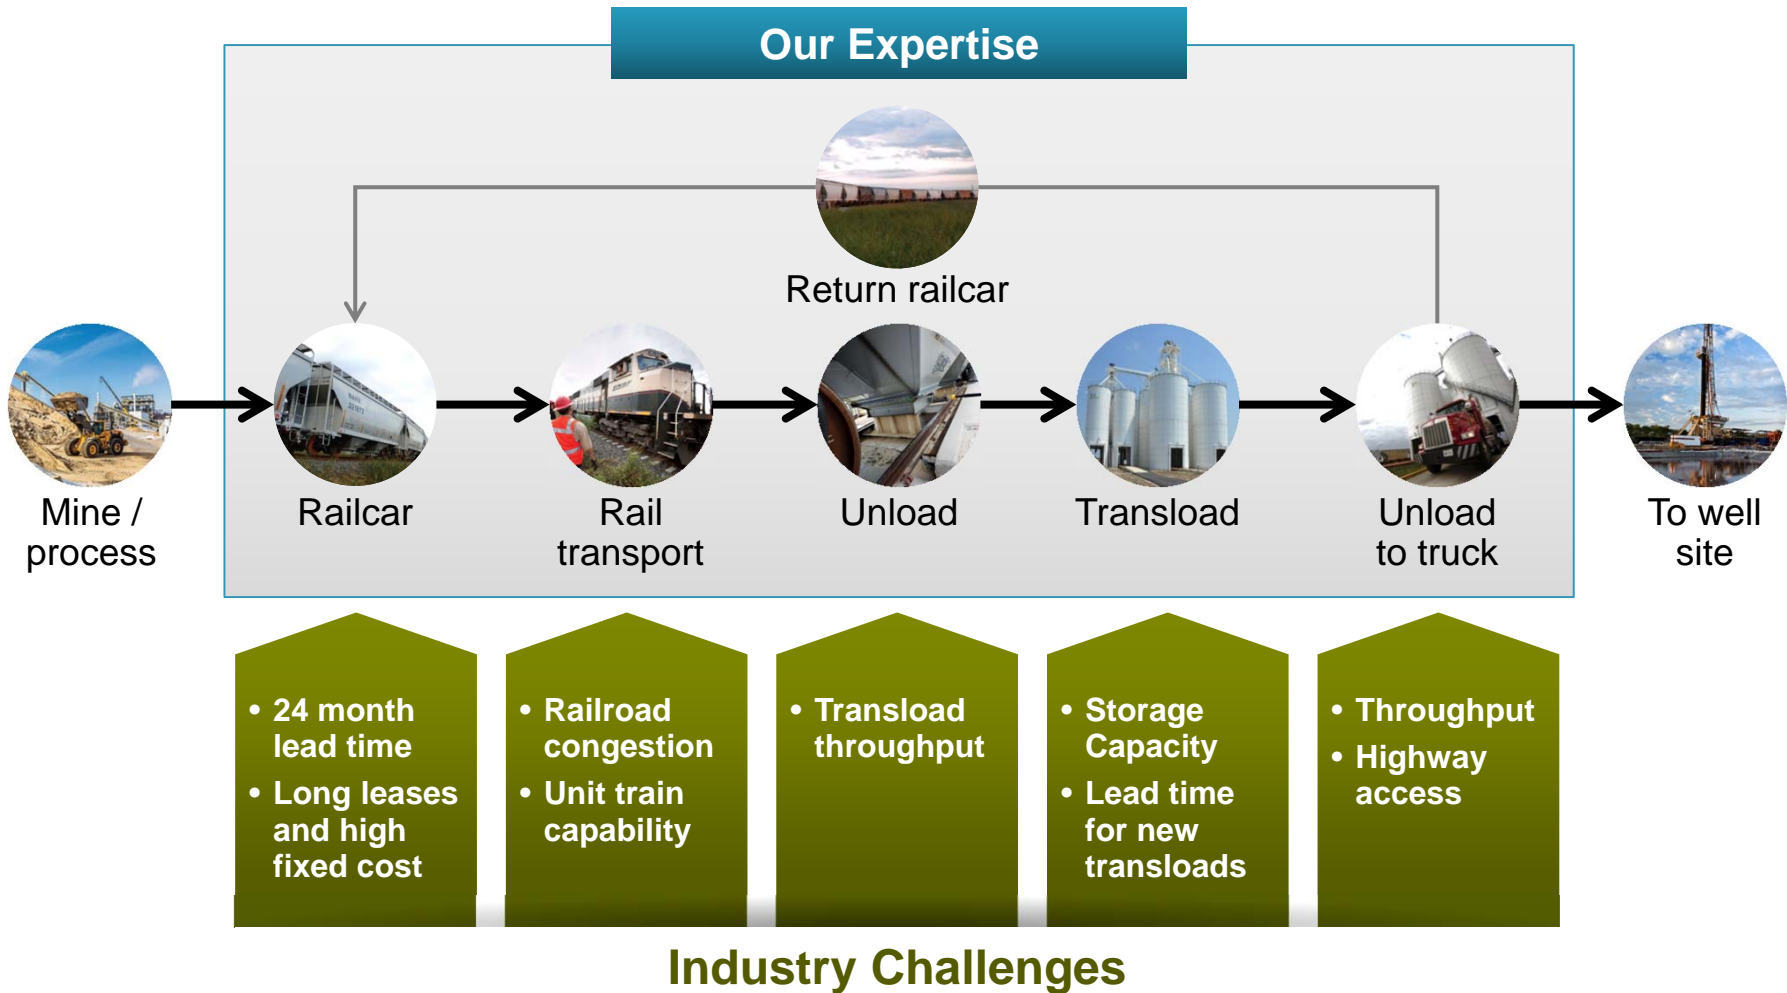 Our Expertise
Return railcar
Mine /
process
Railcar
Rail
transport
Unload
Transload
Unload
to truck
To well
site
• 24 month
lead time
• Long leases
and high
fixed cost
• Railroad
congestion
• Unit train
capability
• Transload
throughput
• Storage
Capacity
• Lead time
for new
transloads
• Throughput
• Highway
access
Industry Challenges